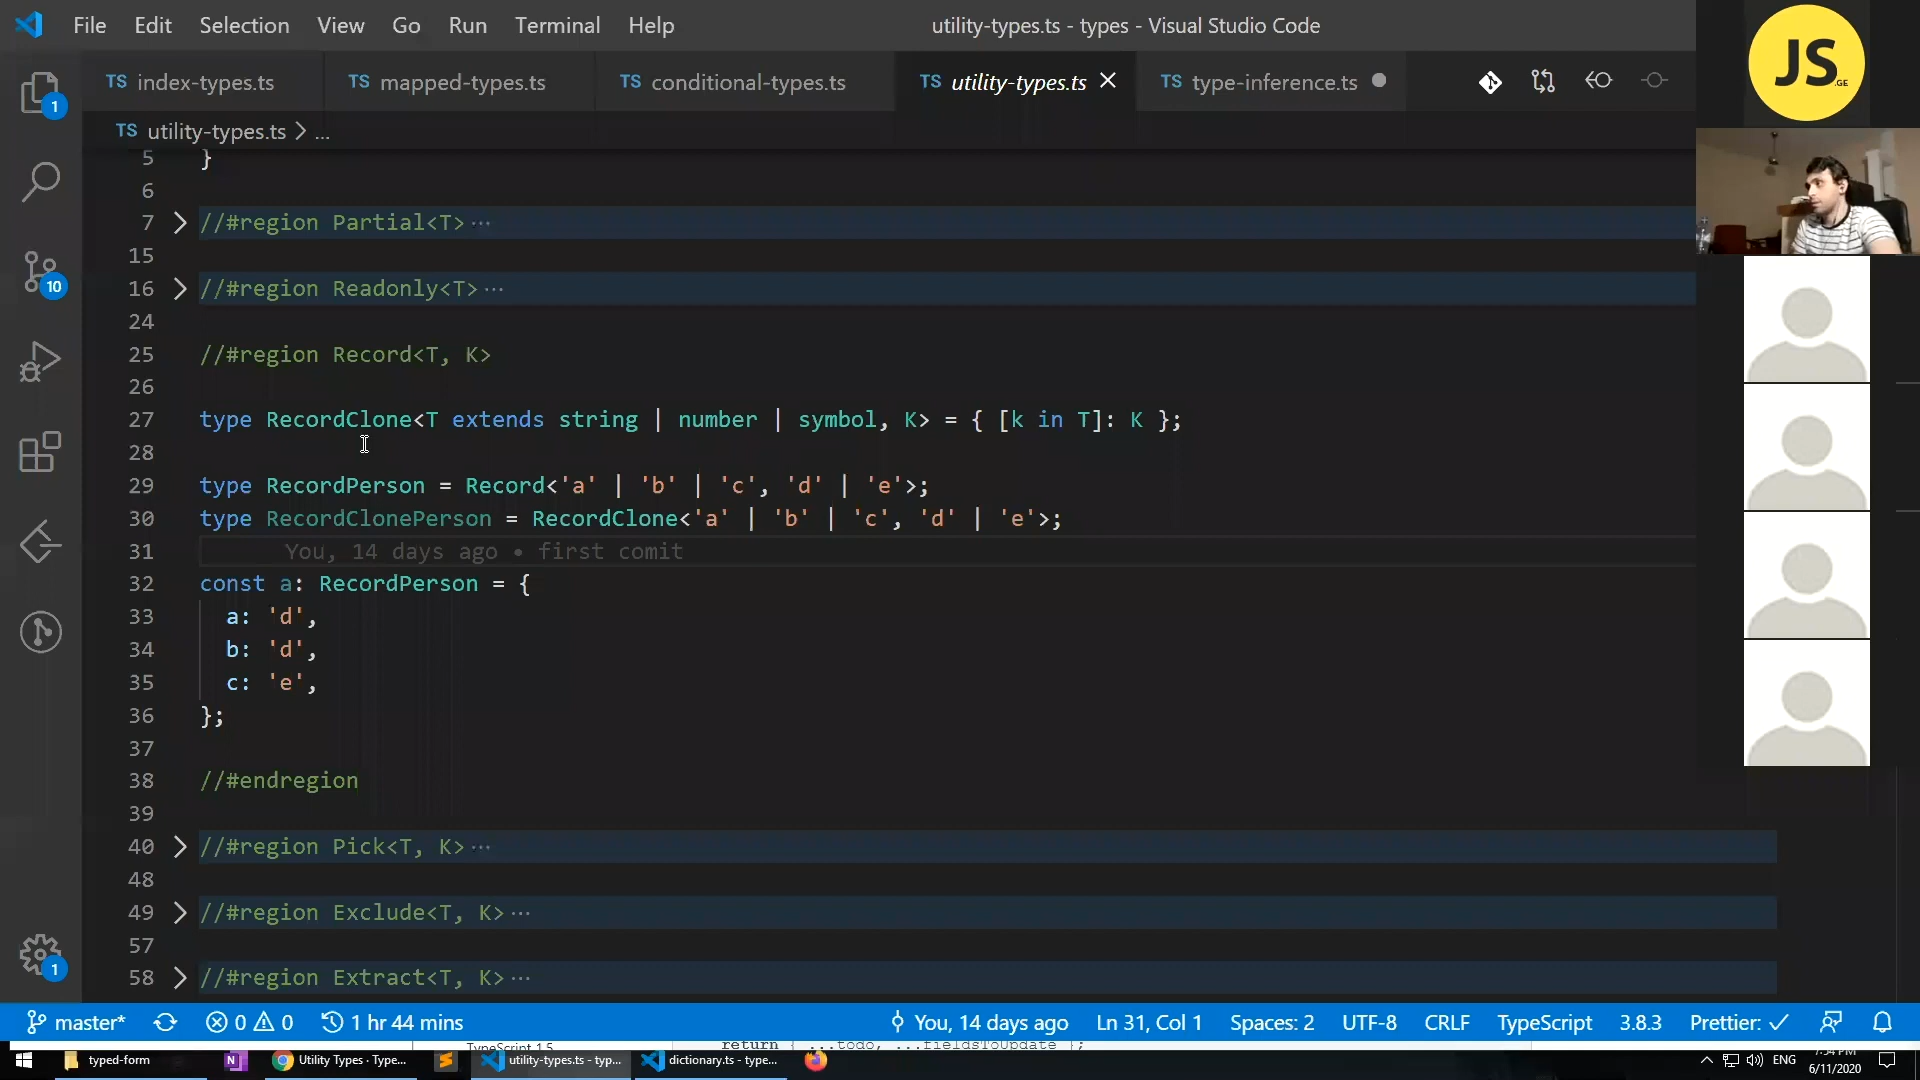 File Edit Selection View Go Run Terminal Help utility-types.ts - types - Visual Studio Code
JS .GE
TS index-types.ts TS mapped-types.ts TS conditional-types.ts TS utility-types.ts TS type-inference.ts
TS utility-types.ts > ...
5 }
6
7 //#region Partial<T>···
15
16 //#region Readonly<T>···
24
25 //#region Record<T, K>
26
27 type RecordClone<T extends string | number | symbol, K> = { [k in T]: K };
28
29 type RecordPerson = Record<'a' | 'b' | 'c', 'd' | 'e'>;
30 type RecordClonePerson = RecordClone<'a' | 'b' | 'c', 'd' | 'e'>;
31 You, 14 days ago • first comit
32 const a: RecordPerson = {
33 a: 'd',
34 b: 'd',
35 c: 'e',
36 };
37
38 //#endregion
39
40 //#region Pick<T, K>···
48
49 //#region Exclude<T, K>···
57
58 //#region Extract<T, K>···
1
10
1
master* 0 0 1 hr 44 mins You, 14 days ago Ln 31, Col 1 Spaces: 2 UTF-8 CRLF TypeScript 3.8.3 Prettier: ✓
return { ...todo, ...fieldsToUpdate };
typed-form Utility Types · Type... utility-types.ts - typ... dictionary.ts - type... ENG
6/11/2020